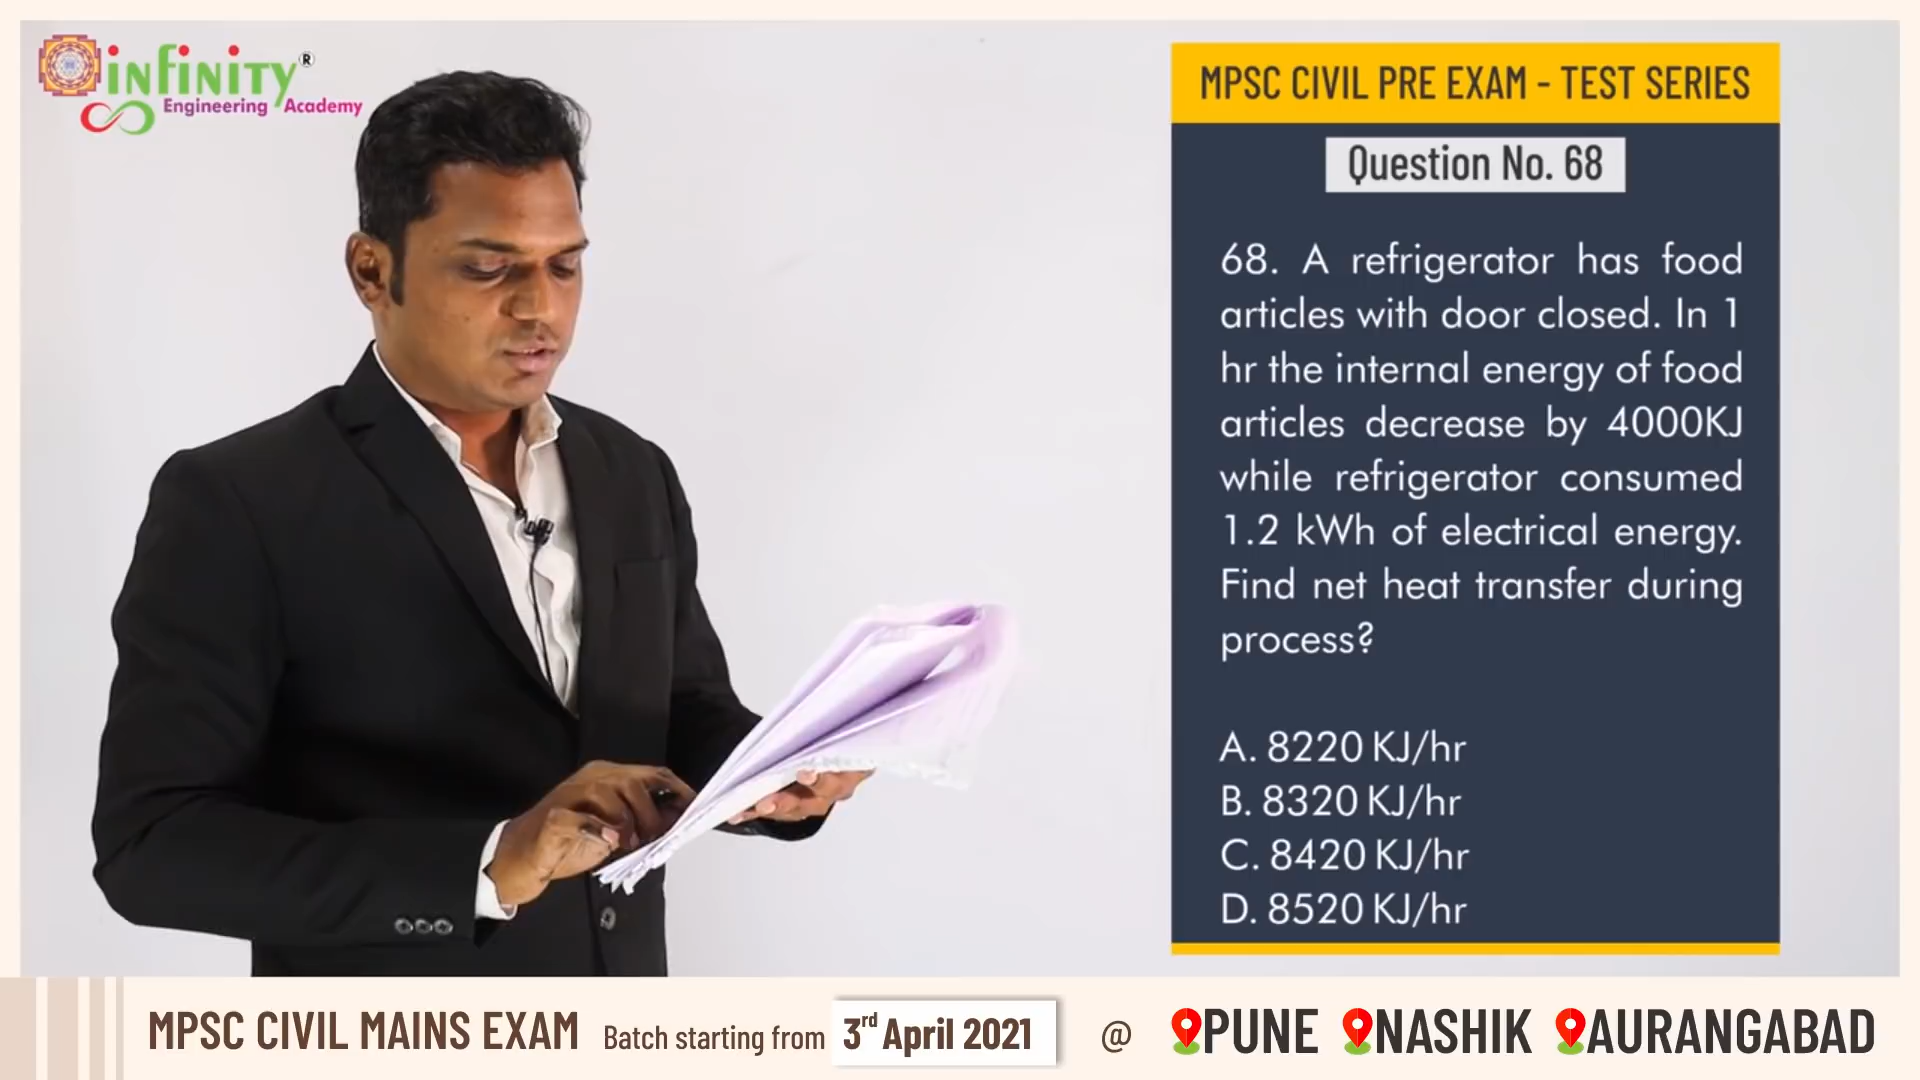 infinity®
Engineering Academy
MPSC CIVIL PRE EXAM - TEST SERIES
Question No. 68
68. A refrigerator has food
articles with door closed. In 1
hr the internal energy of food
articles decrease by 4000KJ
while refrigerator consumed
1.2 kWh of electrical energy.
Find net heat transfer during
process?
A. 8220 KJ/hr
B. 8320 KJ/hr
C. 8420 KJ/hr
D. 8520 KJ/hr
MPSC CIVIL MAINS EXAM Batch starting from 3rd April 2021 @ PUNE NASHIK AURANGABAD